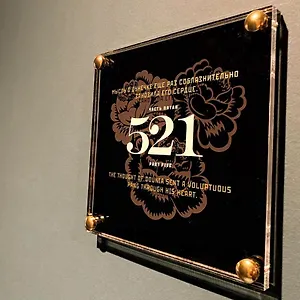 МЫСЛЬ О ДУНЕЧКЕ ЕЩЕ РАЗ СОБЛАЗНИТЕЛЬНО
ЗАНОЗИЛА ЕГО СЕРДЦЕ.
ЧАСТЬ ПЯТАЯ
521
PART FIVE
THE THOUGHT OF DOUNIA SENT A VOLUPTUOUS
PANG THROUGH HIS HEART.